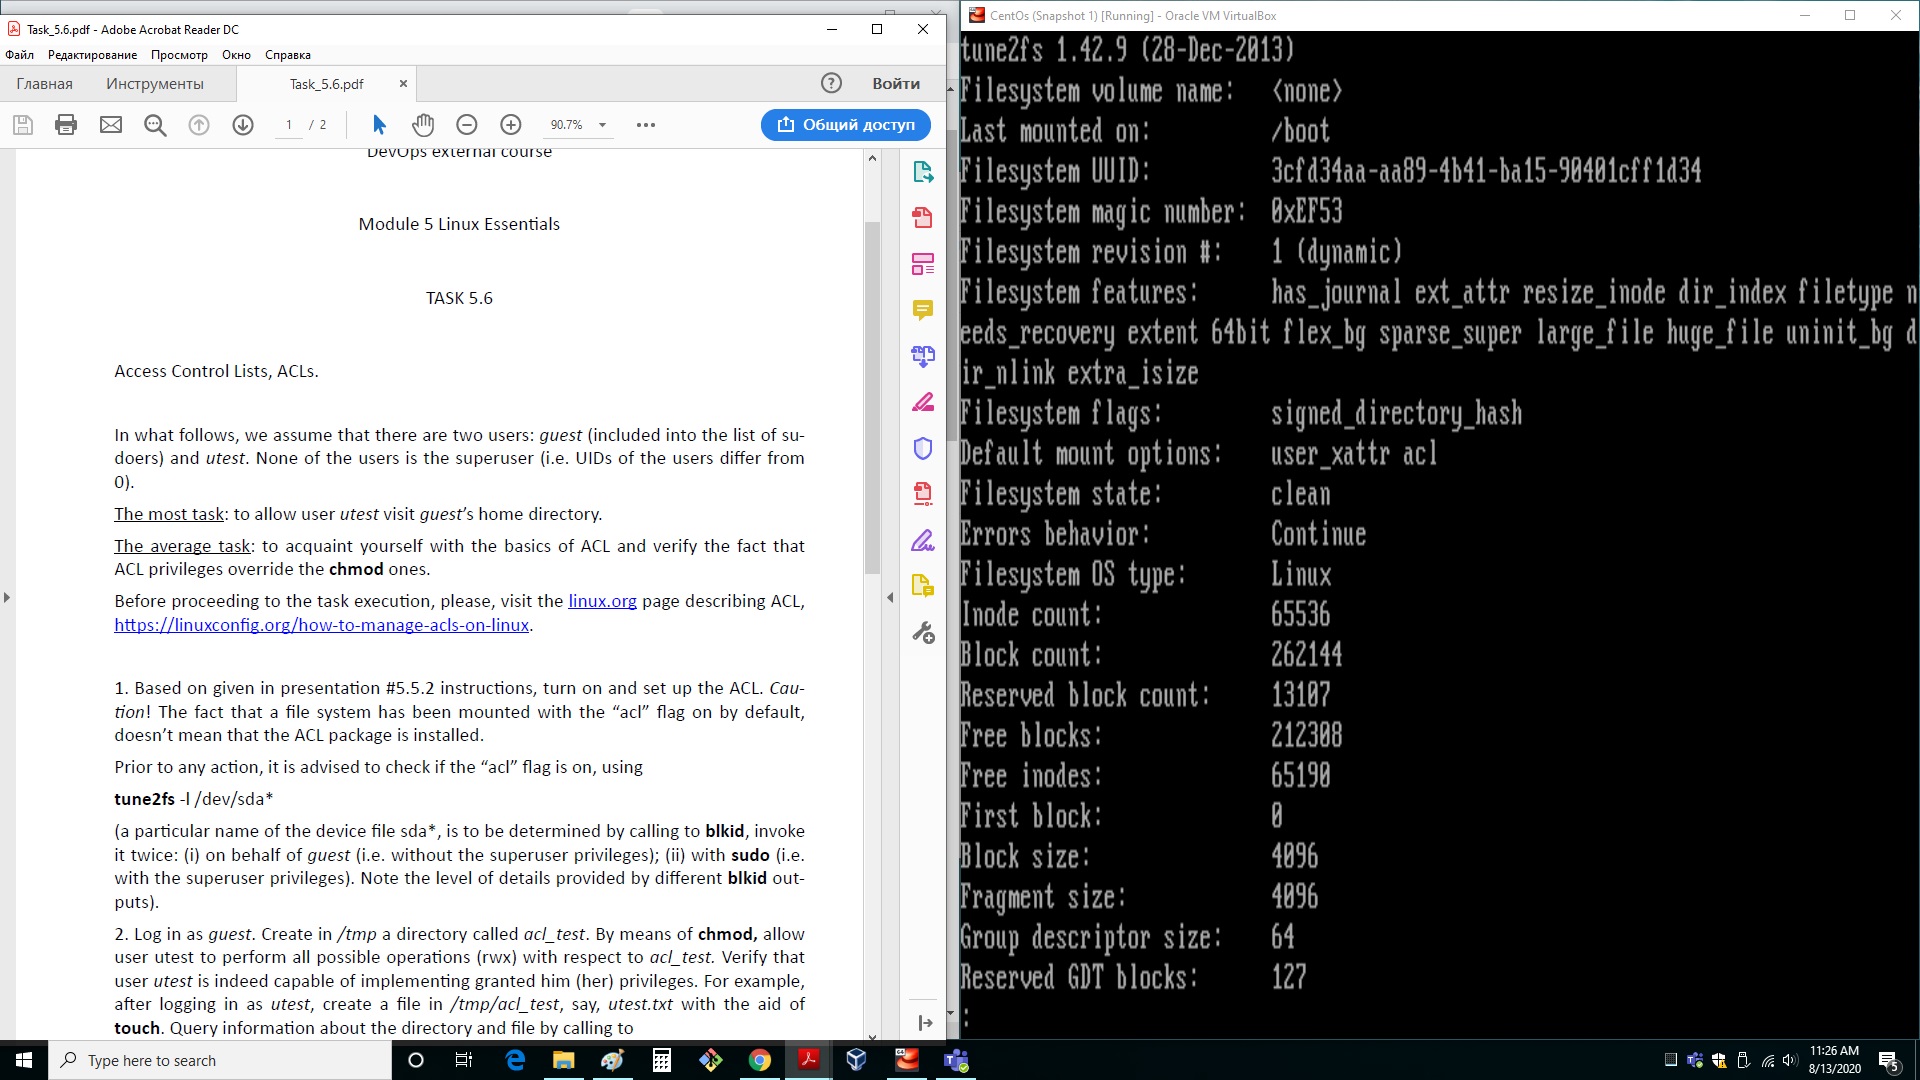 Task_5.6.pdf - Adobe Acrobat Reader DC
Файл Редактирование Просмотр Окно Справка
Главная Инструменты Task_5.6.pdf × ? Войти
1 / 2 90.7% Общий доступ
DevOps external course
Module 5 Linux Essentials
TASK 5.6
Access Control Lists, ACLs.
In what follows, we assume that there are two users: guest (included into the list of su-
doers) and utest. None of the users is the superuser (i.e. UIDs of the users differ from
0).
The most task: to allow user utest visit guest’s home directory.
The average task: to acquaint yourself with the basics of ACL and verify the fact that
ACL privileges override the chmod ones.
Before proceeding to the task execution, please, visit the linux.org page describing ACL,
https://linuxconfig.org/how-to-manage-acls-on-linux.
1. Based on given in presentation #5.5.2 instructions, turn on and set up the ACL. Cau-
tion! The fact that a file system has been mounted with the “acl” flag on by default,
doesn’t mean that the ACL package is installed.
Prior to any action, it is advised to check if the “acl” flag is on, using
tune2fs -l /dev/sda*
(a particular name of the device file sda*, is to be determined by calling to blkid, invoke
it twice: (i) on behalf of guest (i.e. without the superuser privileges); (ii) with sudo (i.e.
with the superuser privileges). Note the level of details provided by different blkid out-
puts).
2. Log in as guest. Create in /tmp a directory called acl_test. By means of chmod, allow
user utest to perform all possible operations (rwx) with respect to acl_test. Verify that
user utest is indeed capable of implementing granted him (her) privileges. For example,
after logging in as utest, create a file in /tmp/acl_test, say, utest.txt with the aid of
touch. Query information about the directory and file by calling to
CentOs (Snapshot 1) [Running] - Oracle VM VirtualBox
tune2fs 1.42.9 (28-Dec-2013)
Filesystem volume name: <none>
Last mounted on: /boot
Filesystem UUID: 3cfd34aa-aa89-4b41-ba15-90401cff1d34
Filesystem magic number: 0xEF53
Filesystem revision #: 1 (dynamic)
Filesystem features: has_journal ext_attr resize_inode dir_index filetype n
eeds_recovery extent 64bit flex_bg sparse_super large_file huge_file uninit_bg d
ir_nlink extra_isize
Filesystem flags: signed_directory_hash
Default mount options: user_xattr acl
Filesystem state: clean
Errors behavior: Continue
Filesystem OS type: Linux
Inode count: 65536
Block count: 262144
Reserved block count: 13107
Free blocks: 212308
Free inodes: 65190
First block: 0
Block size: 4096
Fragment size: 4096
Group descriptor size: 64
Reserved GDT blocks: 127
:
Type here to search
11:26 AM
8/13/2020
5